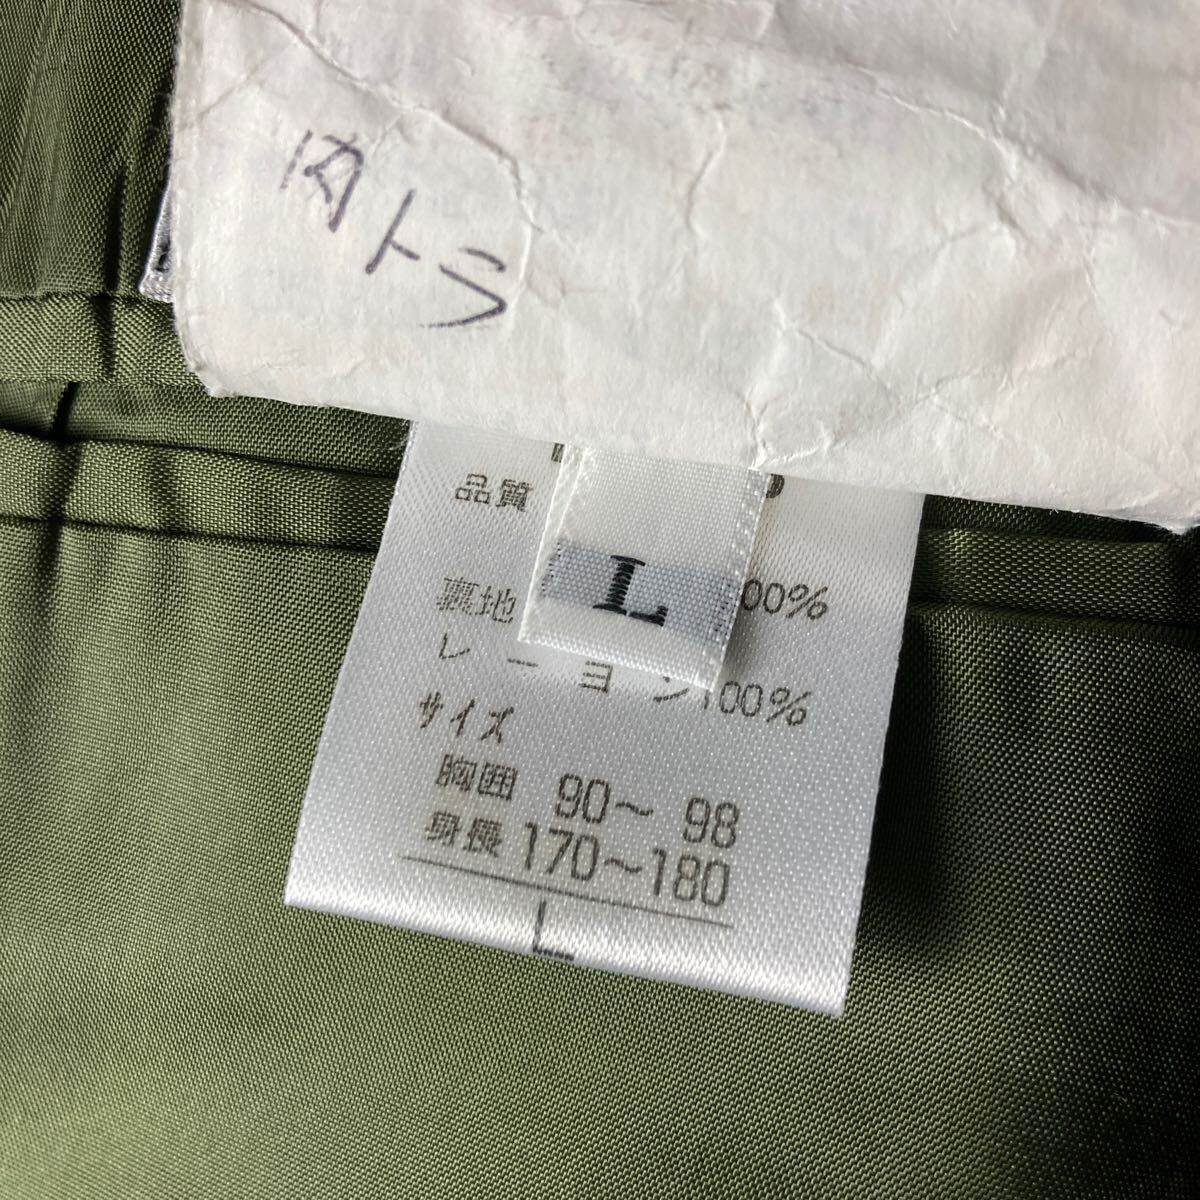 肉トラ
品質
L
裏地
00%
レーヨン100%
サイズ
胸囲 90～ 98
身長 170～180
L